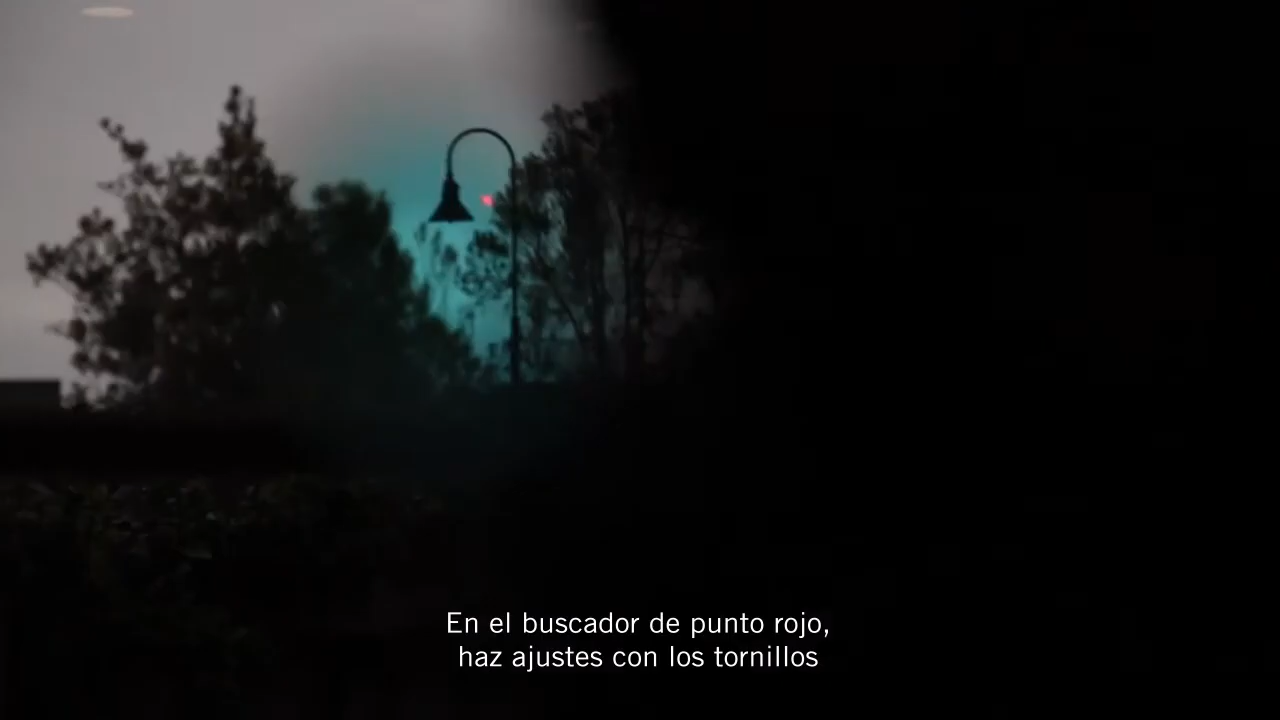 En el buscador de punto rojo,
haz ajustes con los tornillos